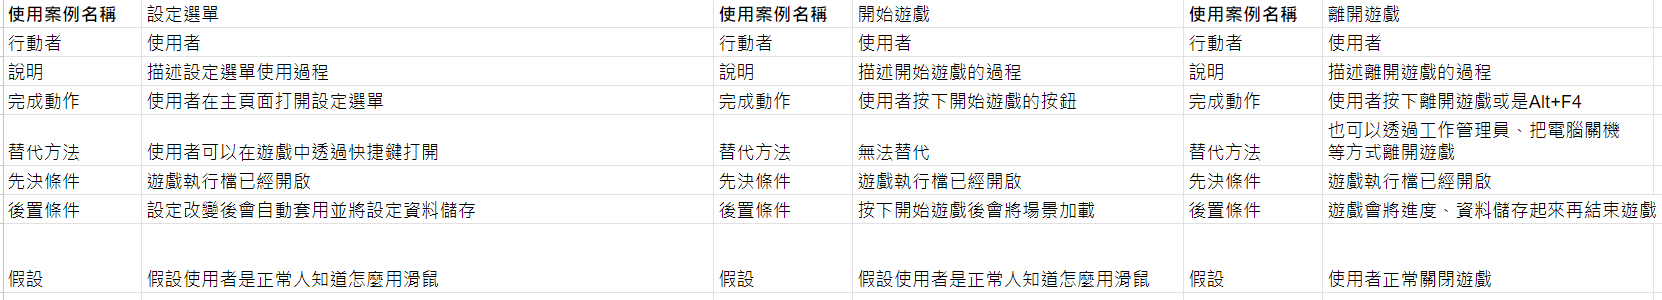 使用案例名稱 設定選單 使用案例名稱 開始遊戲 使用案例名稱 離開遊戲
行動者 使用者 行動者 使用者 行動者 使用者
說明 描述設定選單使用過程 說明 描述開始遊戲的過程 說明 描述離開遊戲的過程
完成動作 使用者在主頁面打開設定選單 完成動作 使用者按下開始遊戲的按鈕 完成動作 使用者按下離開遊戲或是Alt+F4
也可以透過工作管理員、把電腦關機
替代方法 使用者可以在遊戲中透過快捷鍵打開 替代方法 無法替代 替代方法 等方式離開遊戲
先決條件 遊戲執行檔已經開啟 先決條件 遊戲執行檔已經開啟 先決條件 遊戲執行檔已經開啟
後置條件 設定改變後會自動套用並將設定資料儲存 後置條件 按下開始遊戲後會將場景加載 後置條件 遊戲會將進度、資料儲存起來再結束遊戲
假設 假設使用者是正常人知道怎麼用滑鼠 假設 假設使用者是正常人知道怎麼用滑鼠 假設 使用者正常關閉遊戲